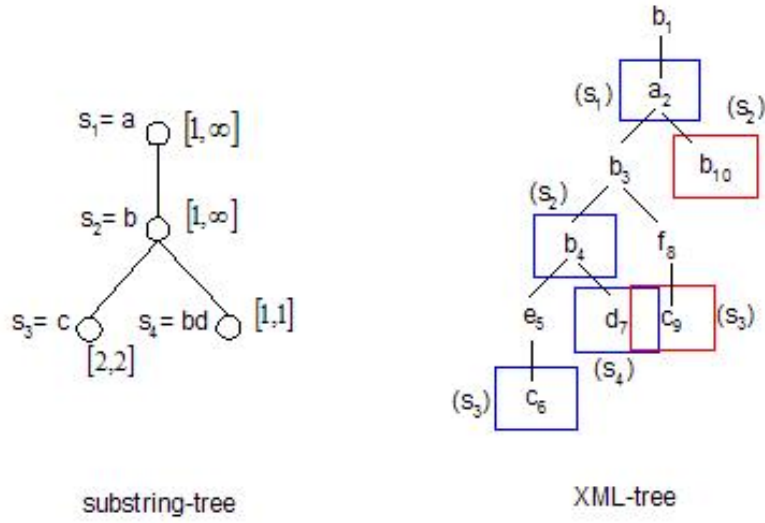 b₁
(s₁) a₂ (s₂)
s₁= a [1,∞]
b₃ b₁₀
(s₂)
s₂= b [1,∞]
b₄ f₈
s₃= c s₄= bd [1,1]
e₅ d₇ c₉ (s₃)
[2,2]
(s₄)
(s₃) c₆
substring-tree XML-tree